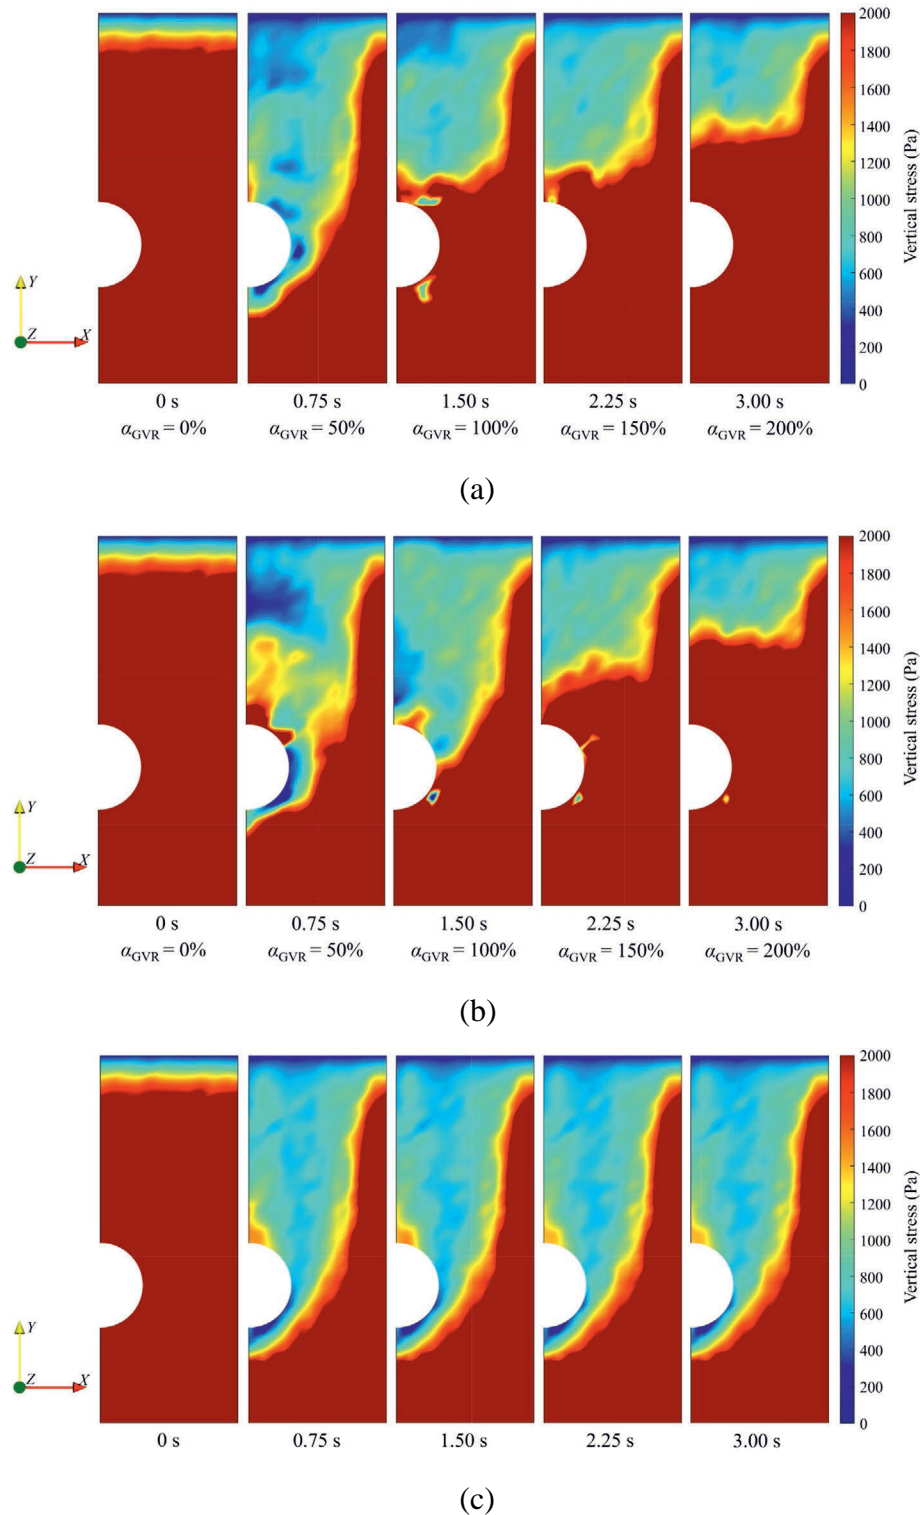 2000
1800
1600
1400
1200
1000
800
600
400
200
0
Vertical stress (Pa)
Y
Z
X
0 s
0.75 s
1.50 s
2.25 s
3.00 s
α_GVR = 0%
α_GVR = 50%
α_GVR = 100%
α_GVR = 150%
α_GVR = 200%
(a)
2000
1800
1600
1400
1200
1000
800
600
400
200
0
Vertical stress (Pa)
Y
Z
X
0 s
0.75 s
1.50 s
2.25 s
3.00 s
α_GVR = 0%
α_GVR = 50%
α_GVR = 100%
α_GVR = 150%
α_GVR = 200%
(b)
2000
1800
1600
1400
1200
1000
800
600
400
200
0
Vertical stress (Pa)
Y
Z
X
0 s
0.75 s
1.50 s
2.25 s
3.00 s
(c)